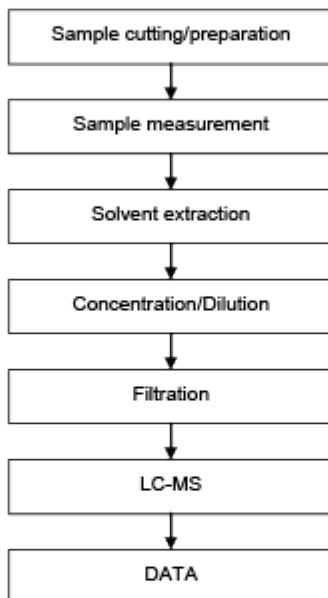 Sample cutting/preparation
Sample measurement
Solvent extraction
Concentration/Dilution
Filtration
LC-MS
DATA